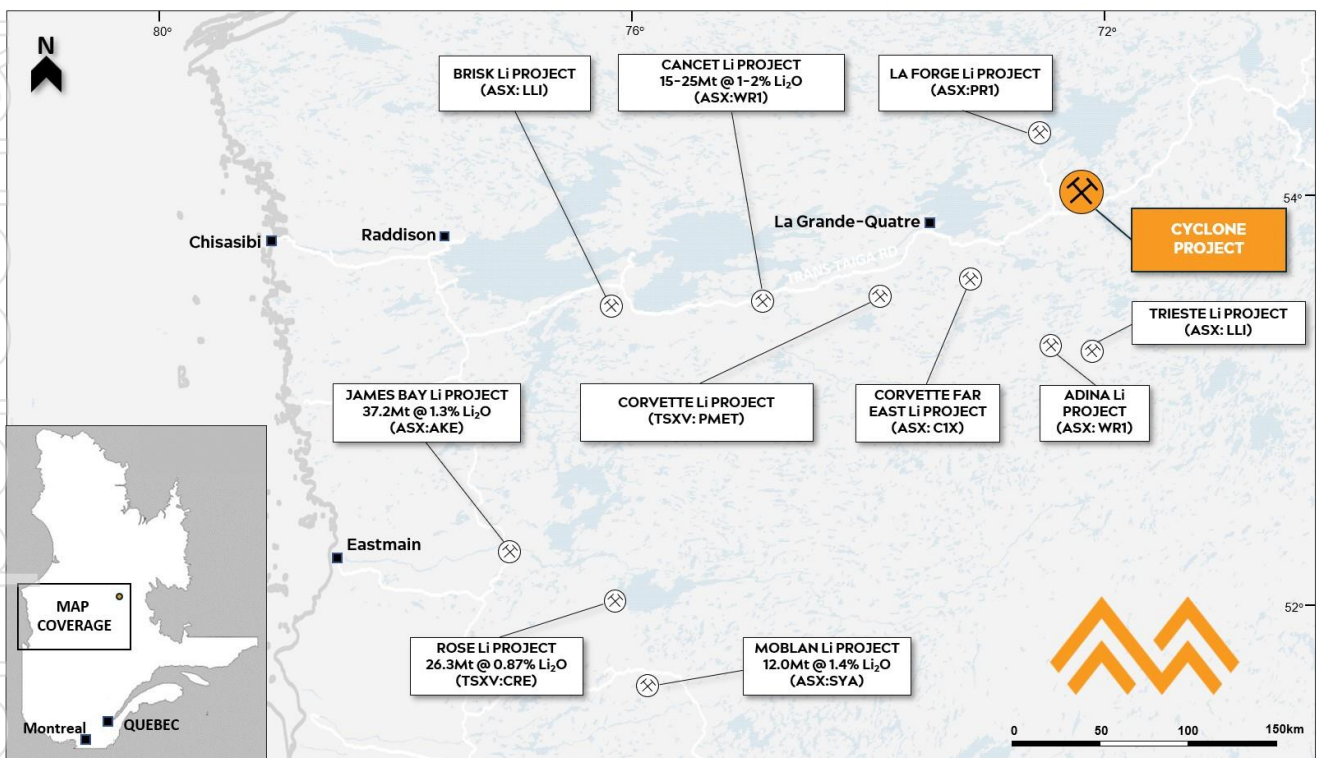 80°
76°
72°
N
BRISK Li PROJECT
(ASX: LLI)
CANCET Li PROJECT
15-25Mt @ 1-2% Li₂O
(ASX:WR1)
LA FORGE Li PROJECT
(ASX:PR1)
54°
La Grande-Quatre
CYCLONE
PROJECT
Chisasibi
Raddison
TRANS TAIGA RD
TRIESTE Li PROJECT
(ASX: LLI)
JAMES BAY Li PROJECT
37.2Mt @ 1.3% Li₂O
(ASX:AKE)
CORVETTE Li PROJECT
(TSXV: PMET)
CORVETTE FAR
EAST Li PROJECT
(ASX: C1X)
ADINA Li
PROJECT
(ASX: WR1)
Eastmain
52°
MAP
COVERAGE
ROSE Li PROJECT
26.3Mt @ 0.87% Li₂O
(TSXV:CRE)
MOBLAN Li PROJECT
12.0Mt @ 1.4% Li₂O
(ASX:SYA)
Montreal
QUEBEC
0 50 100 150km